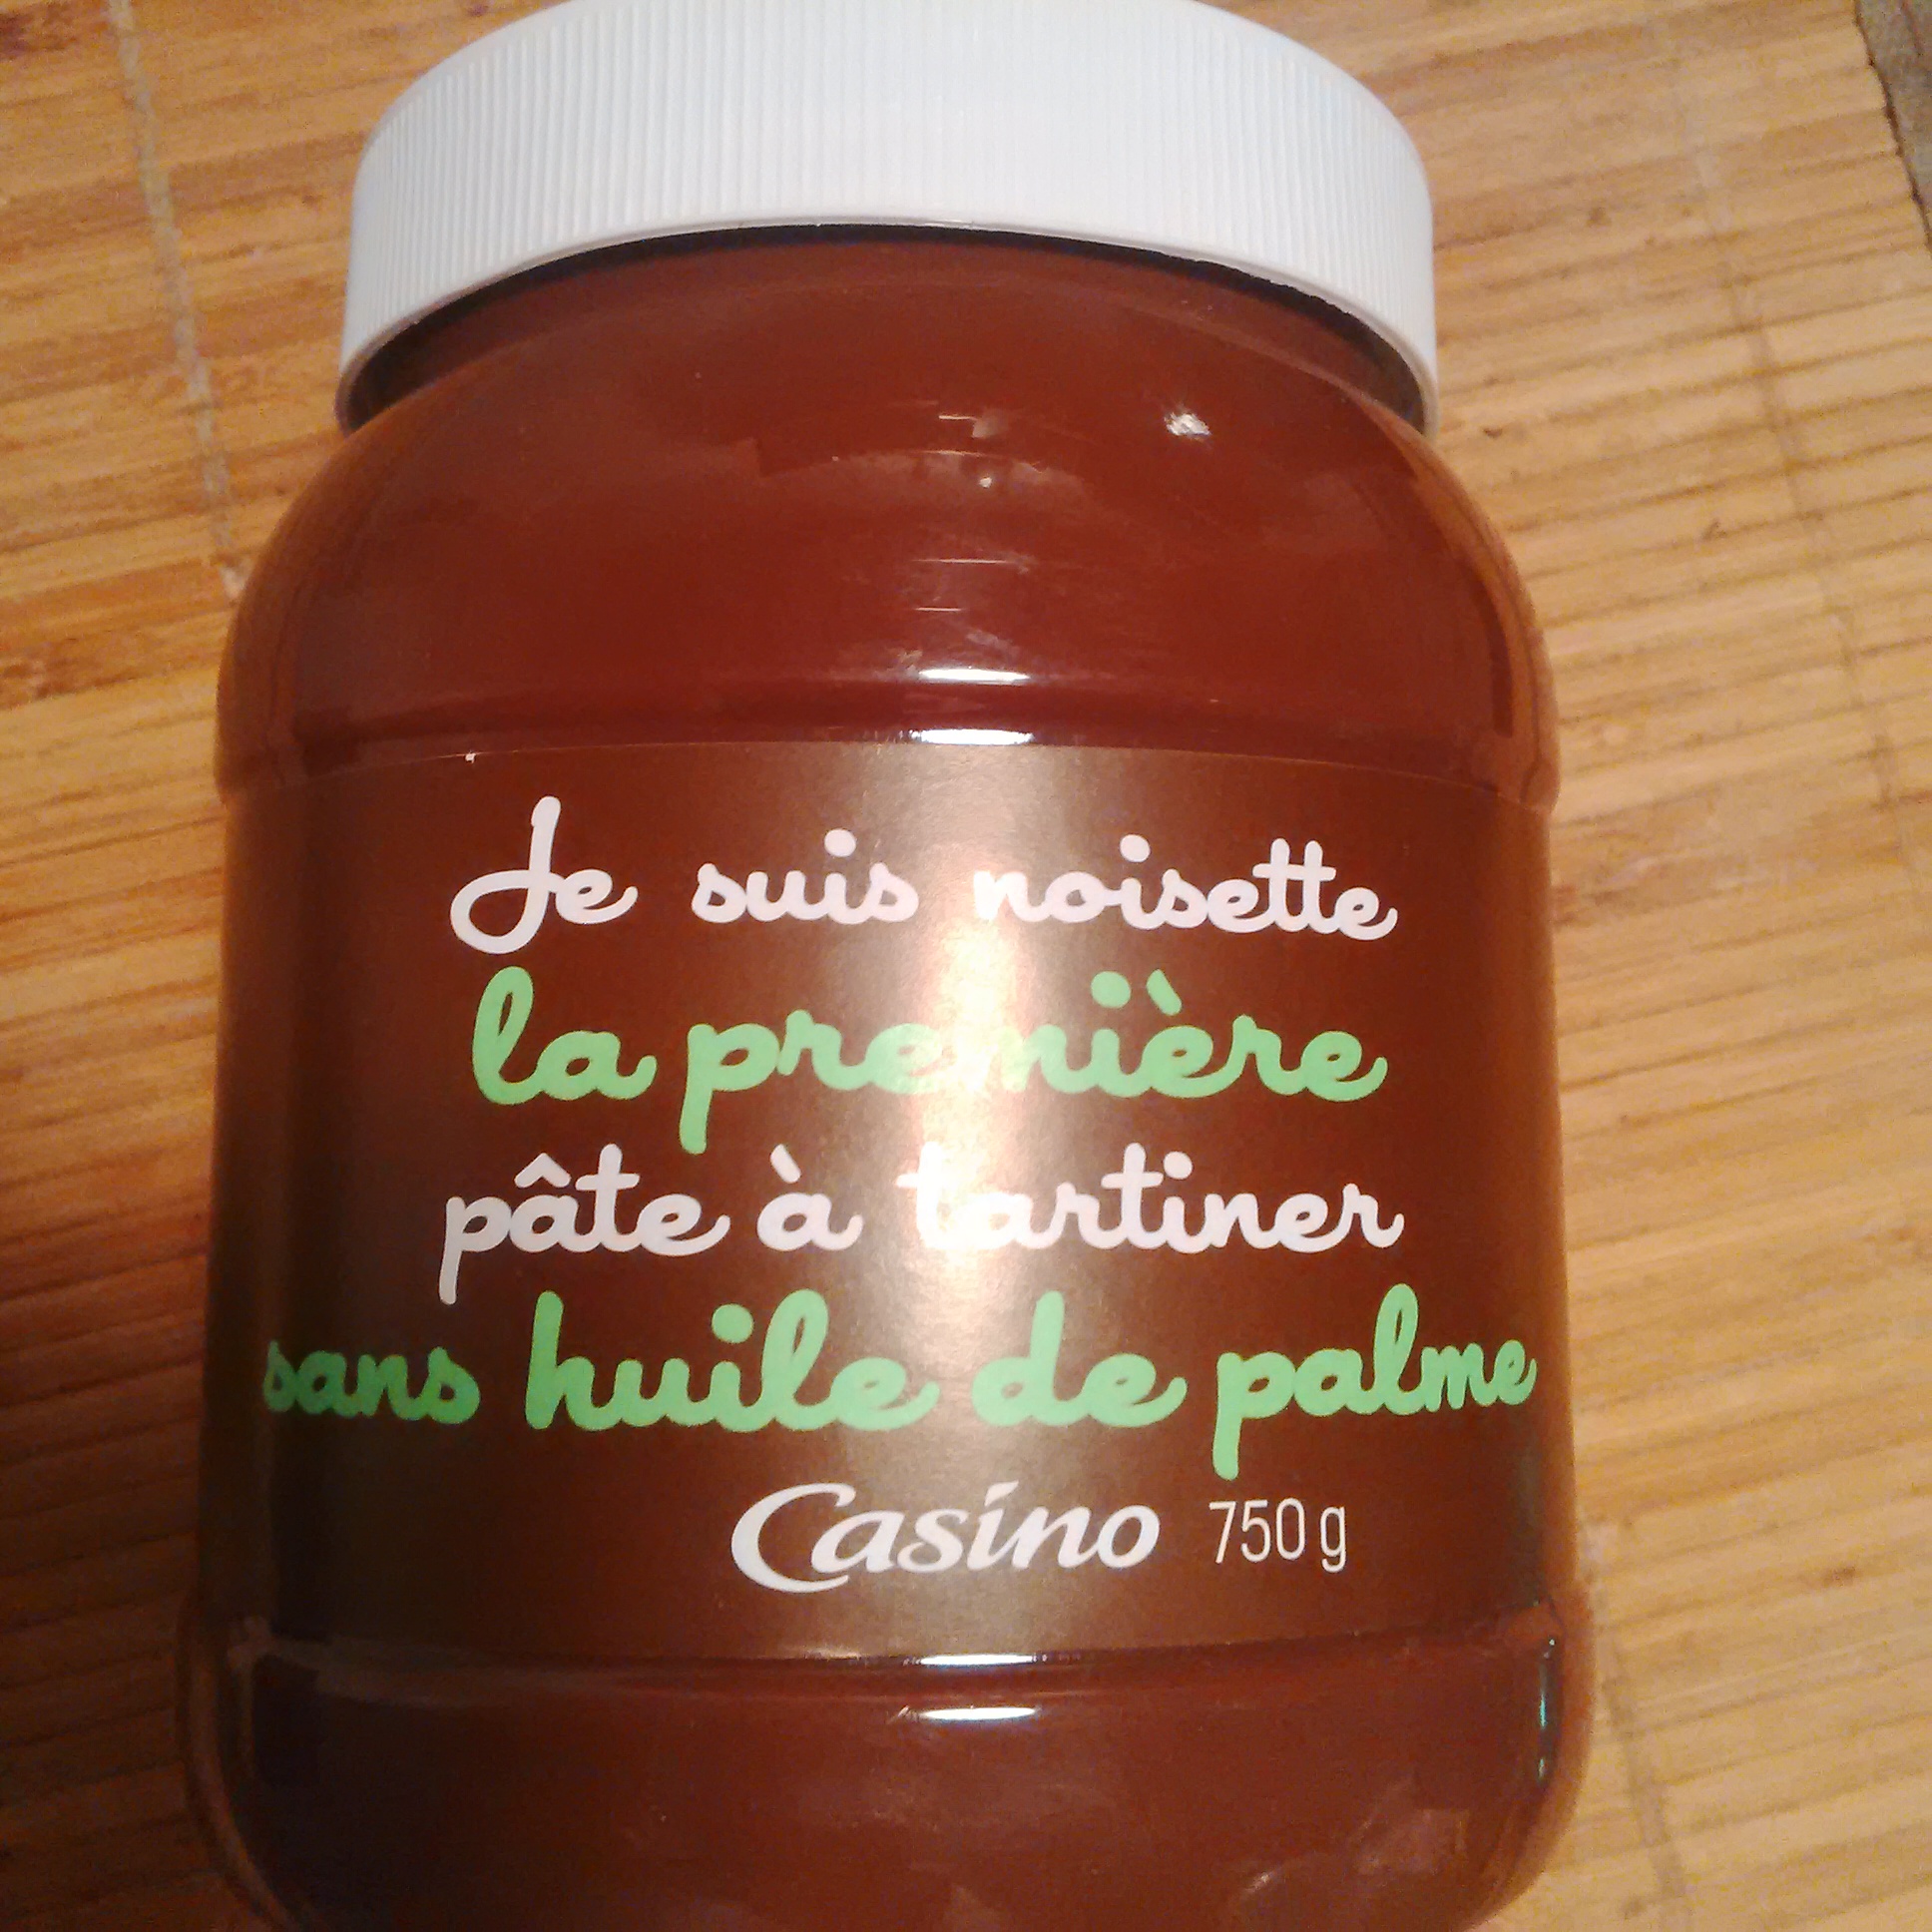 Je suis noisette
la première
pâte à tartiner
sans huile de palme
Casino 750 g